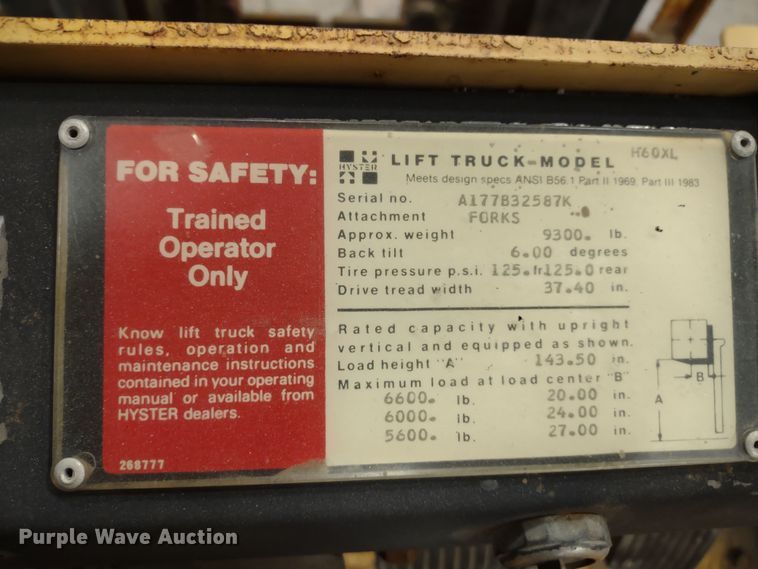 FOR SAFETY:
Trained
Operator
Only
Know lift truck safety
rules, operation and
maintenance instructions
contained in your operating
manual or available from
HYSTER dealers.
268777
HYSTER
LIFT TRUCK-MODEL H60XL
Meets design specs ANSI B56.1 Part II 1969, Part III 1983
Serial no. A177B32587K
Attachment FORKS
Approx. weight 9300. lb.
Back tilt 6.00 degrees
Tire pressure p.s.i. 125.fr125.0 rear
Drive tread width 37.40 in.
Rated capacity with upright
vertical and equipped as shown.
Load height "A" 143.50 in.
Maximum load at load center "B"
6600. lb. 20.00 in.
6000. lb. 24.00 in.
5600. lb. 27.00 in.
A
B
Purple Wave Auction